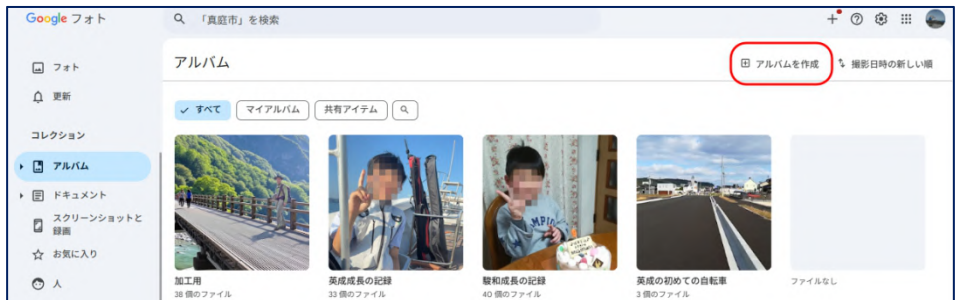 Google フォト
「真庭市」を検索
フォト
更新
コレクション
アルバム
ドキュメント
スクリーンショットと
録画
お気に入り
人
アルバム
アルバムを作成
撮影日時の新しい順
すべて
マイアルバム
共有アイテム
加工用
38 個のファイル
英成成長の記録
33 個のファイル
駿和成長の記録
40 個のファイル
英成の初めての自転車
3 個のファイル
ファイルなし